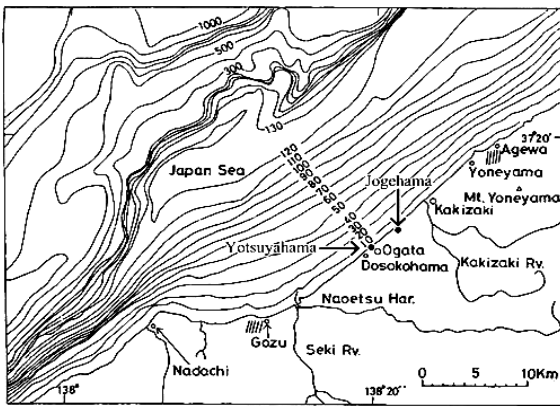 1000
500
300
130
120
110
100
90
80
70
60
50
40
30
20
Japan Sea
37°20'
Agewa
Yoneyama
Mt. Yoneyama
Jogehama
Kakizaki
Yotsuyahama
Ogata
Dosokohama
Kakizaki Rv.
Naoetsu Har.
Gozu
Seki Rv.
Nadachi
0 5 10Km
138°
138°20'